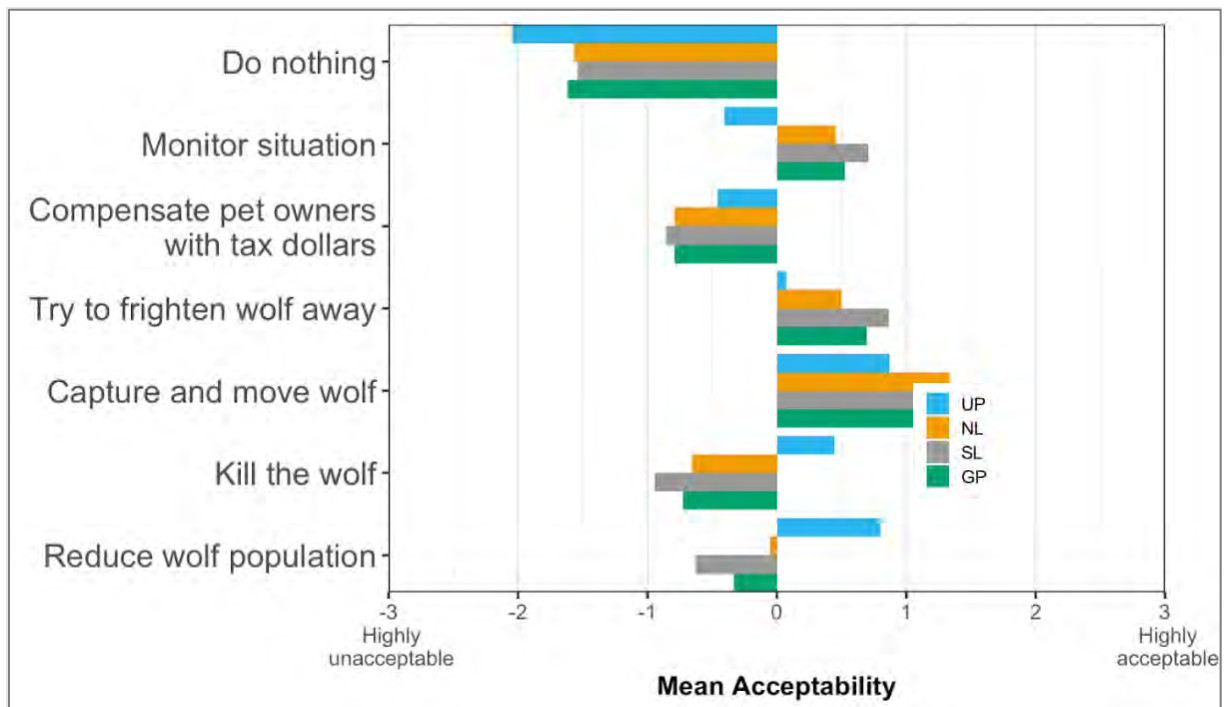 Do nothing
Monitor situation
Compensate pet owners
with tax dollars
Try to frighten wolf away
Capture and move wolf
Kill the wolf
Reduce wolf population
UP
NL
SL
GP
-3 -2 -1 0 1 2 3
Highly Highly
unacceptable acceptable
Mean Acceptability